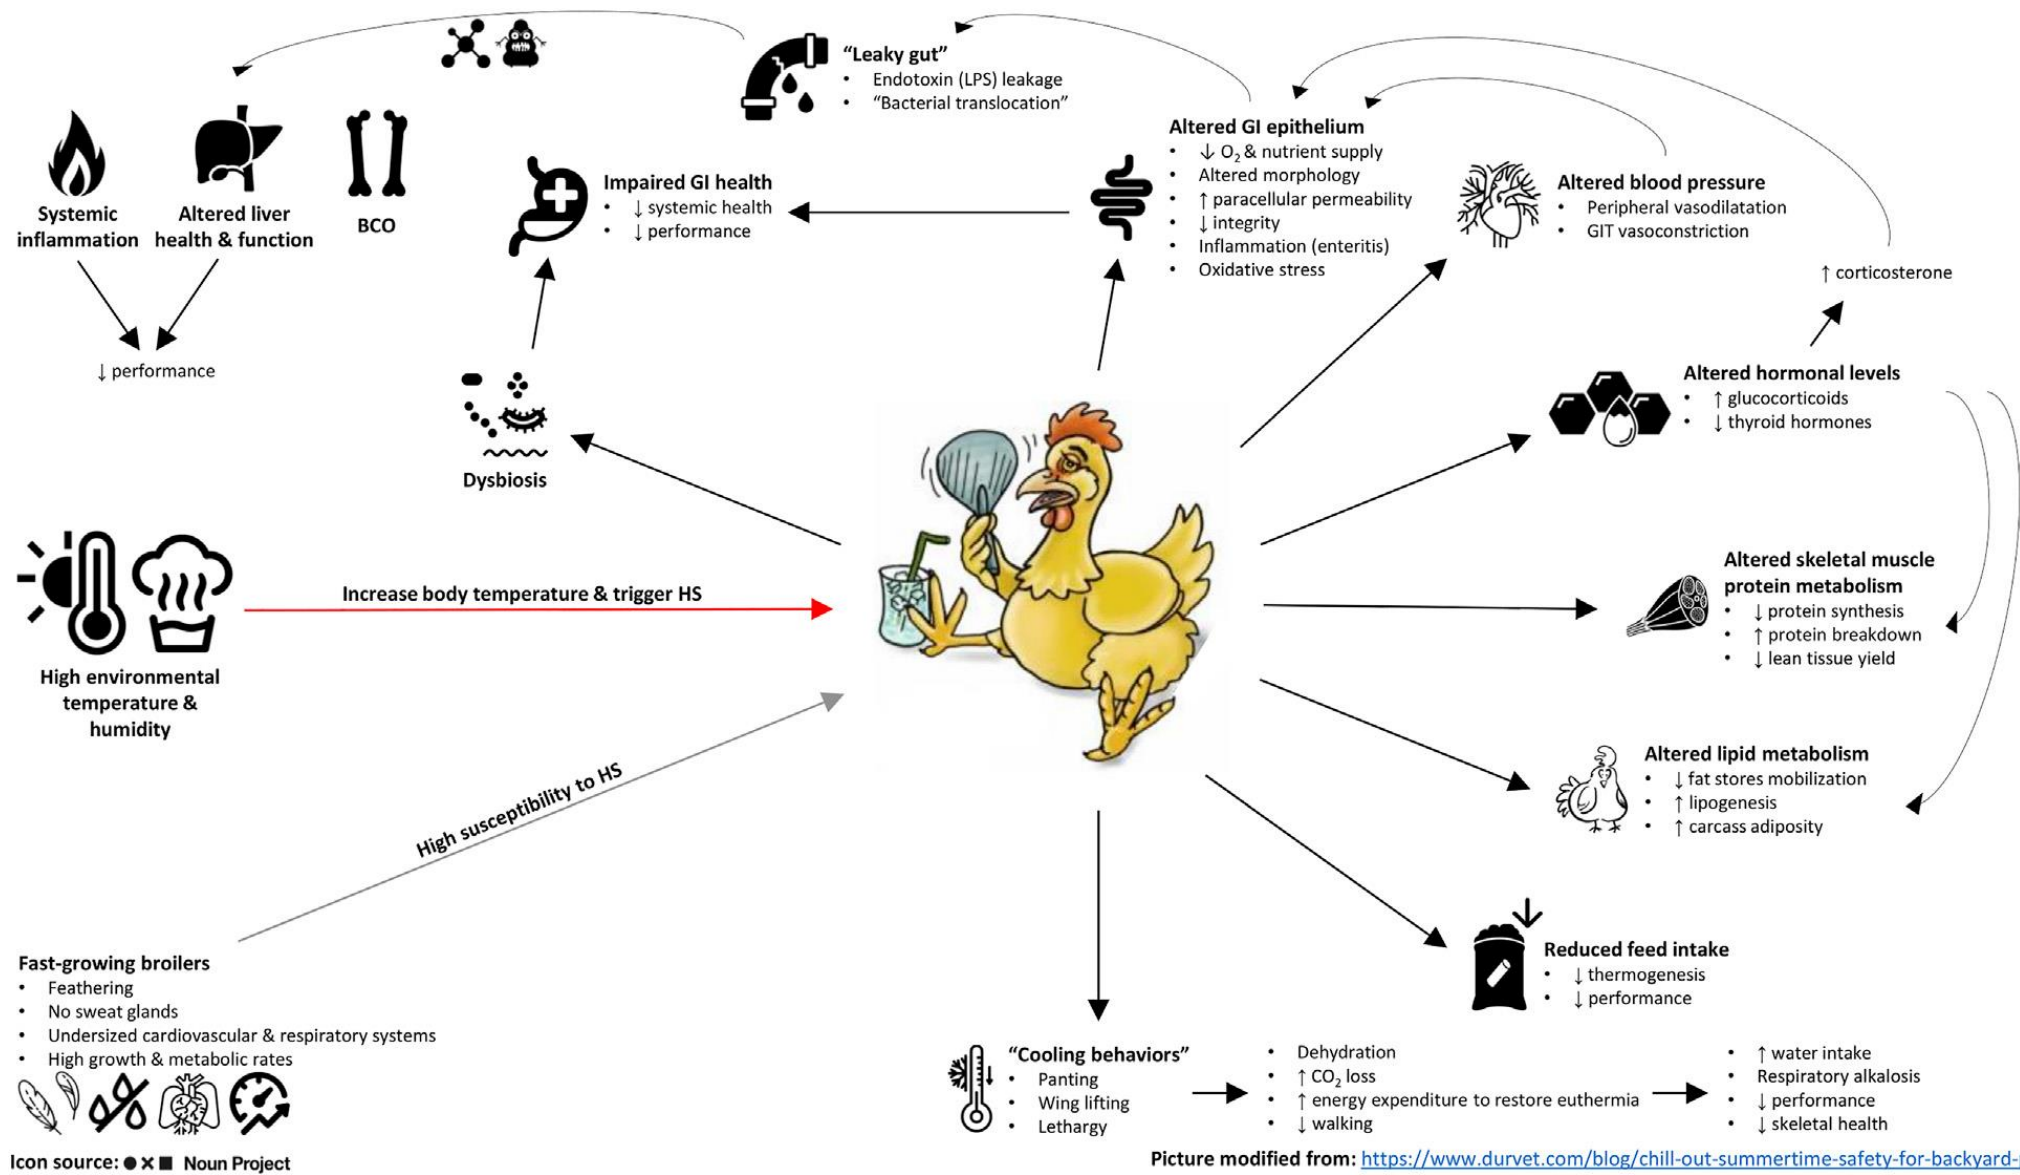 “Leaky gut”
• Endotoxin (LPS) leakage
• “Bacterial translocation”
Systemic
inflammation
Altered liver
health & function
BCO
↓ performance
Impaired GI health
• ↓ systemic health
• ↓ performance
Altered GI epithelium
• ↓ O₂ & nutrient supply
• Altered morphology
• ↑ paracellular permeability
• ↓ integrity
• Inflammation (enteritis)
• Oxidative stress
Altered blood pressure
• Peripheral vasodilatation
• GIT vasoconstriction
↑ corticosterone
Altered hormonal levels
• ↑ glucocorticoids
• ↓ thyroid hormones
Dysbiosis
High environmental
temperature &
humidity
Increase body temperature & trigger HS
Altered skeletal muscle
protein metabolism
• ↓ protein synthesis
• ↑ protein breakdown
• ↓ lean tissue yield
Altered lipid metabolism
• ↓ fat stores mobilization
• ↑ lipogenesis
• ↑ carcass adiposity
High susceptibility to HS
Reduced feed intake
• ↓ thermogenesis
• ↓ performance
Fast-growing broilers
• Feathering
• No sweat glands
• Undersized cardiovascular & respiratory systems
• High growth & metabolic rates
“Cooling behaviors”
• Panting
• Wing lifting
• Lethargy
• Dehydration
• ↑ CO₂ loss
• ↑ energy expenditure to restore euthermia
• ↓ walking
• ↑ water intake
• Respiratory alkalosis
• ↓ performance
• ↓ skeletal health
Icon source: Noun Project
Picture modified from: https://www.durvet.com/blog/chill-out-summertime-safety-for-backyard-